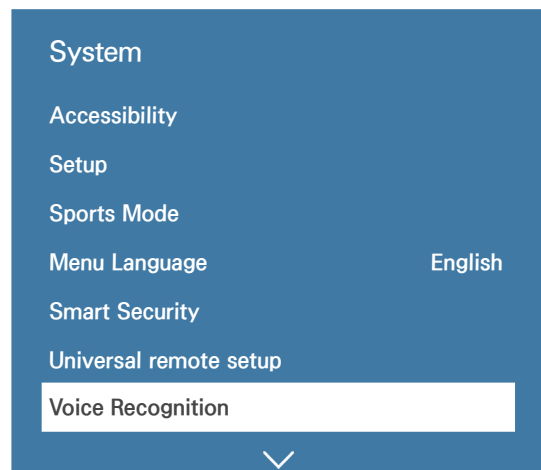 System
Accessibility
Setup
Sports Mode
Menu Language English
Smart Security
Universal remote setup
Voice Recognition